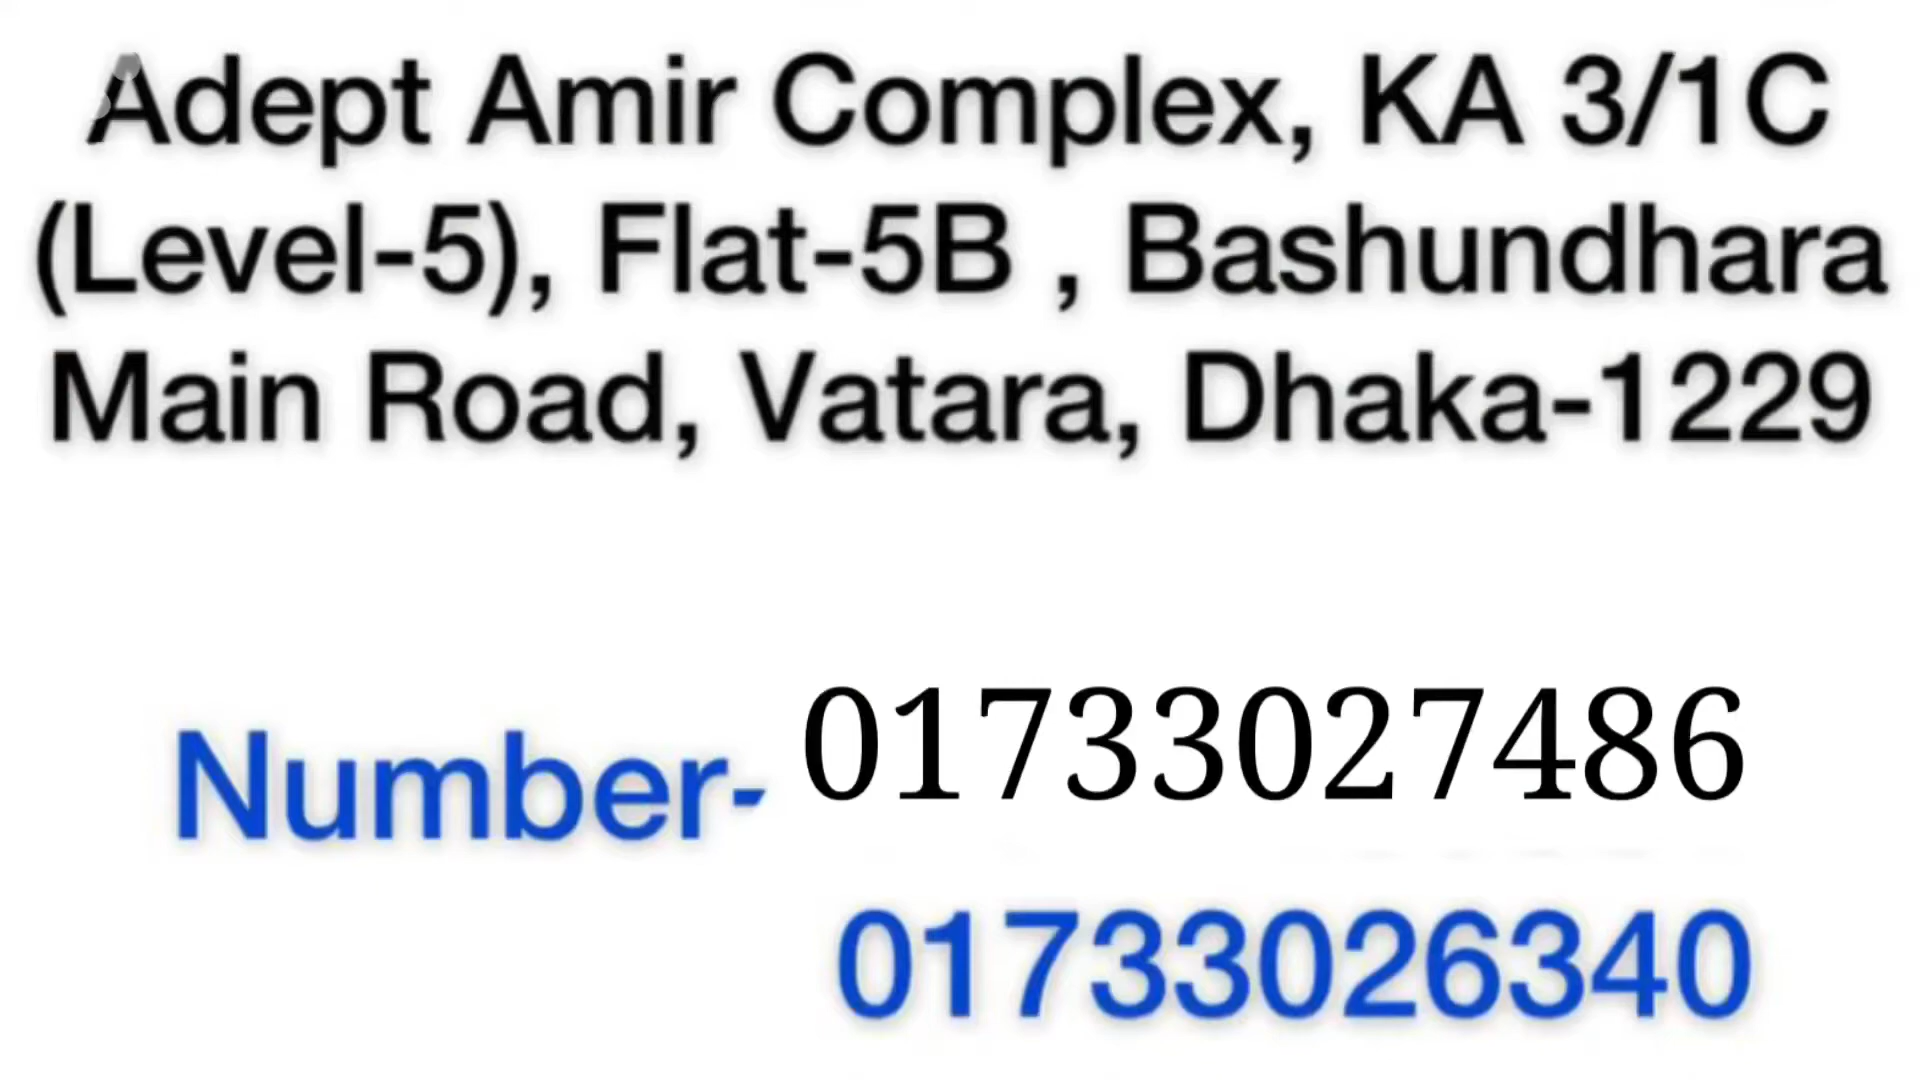 Adept Amir Complex, KA 3/1C
(Level-5), Flat-5B , Bashundhara
Main Road, Vatara, Dhaka-1229
Number- 01733027486
01733026340